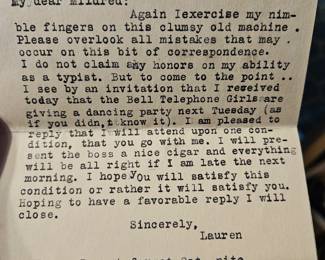 my dear mildred:
Again Iexercise my nim-
ble fingers on this clumsy old machine .
Please overlook all mistakes that may .
occur on this bit of correspondence.
I do not claim any honors on my ability
as a typist. But to come to the point ..
I see by an invitation that I received
today that the Bell Telephone Girls are
giving a dancing party next Tuesday (as
if you didn,t know it). I am pleased to
reply that I will attend upon one con-
dition, that you go with me. I will pre-
sent the boss a nice cigar and everything
will be all right if I am late the next
morning. I hope you will satisfy this
condition or rather it will satisfy you.
Hoping to have a favorable reply I will
close.
Sincerely,
Lauren